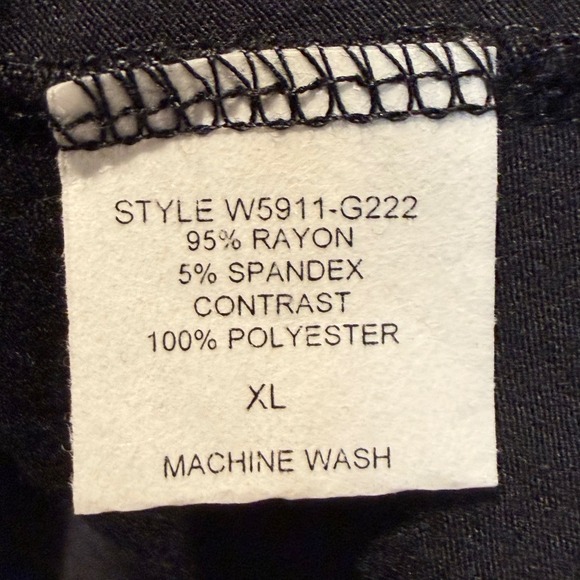 STYLE W5911-G222
95% RAYON
5% SPANDEX
CONTRAST
100% POLYESTER
XL
MACHINE WASH